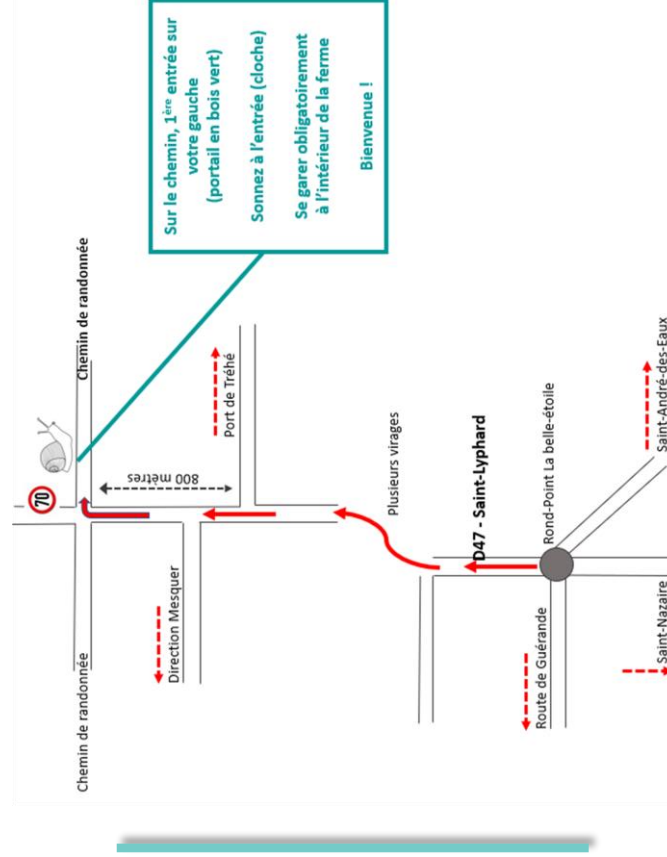 Sur le chemin, 1ère entrée sur
votre gauche
(portail en bois vert)
Sonnez à l'entrée (cloche)
Se garer obligatoirement
à l'intérieur de la ferme
Bienvenue !
70
Chemin de randonnée
Chemin de randonnée
800 mètres
Port de Tréhé
Direction Mesquer
Plusieurs virages
D47 - Saint-Lyphard
Rond-Point La belle-étoile
Route de Guérande
Saint-André-des-Eaux
Saint-Nazaire